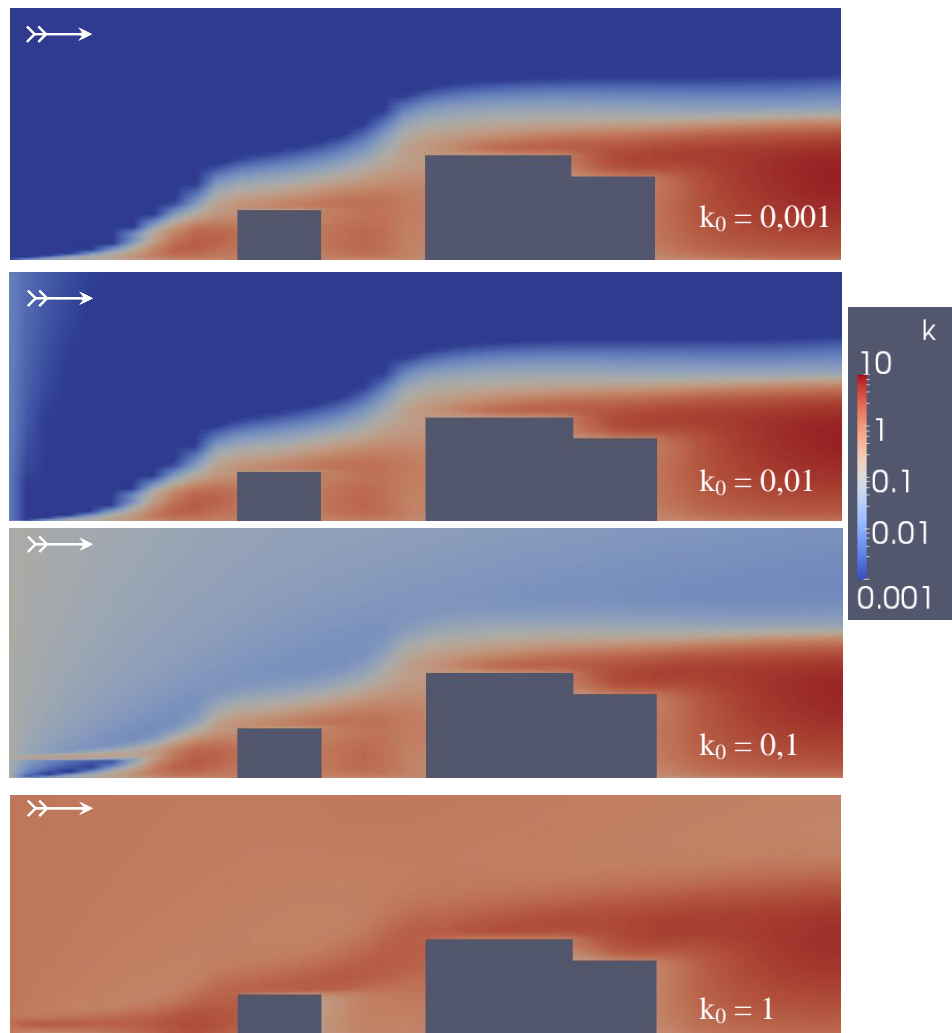 k₀ = 0,001
k₀ = 0,01
k
10
1
0.1
0.01
0.001
k₀ = 0,1
k₀ = 1